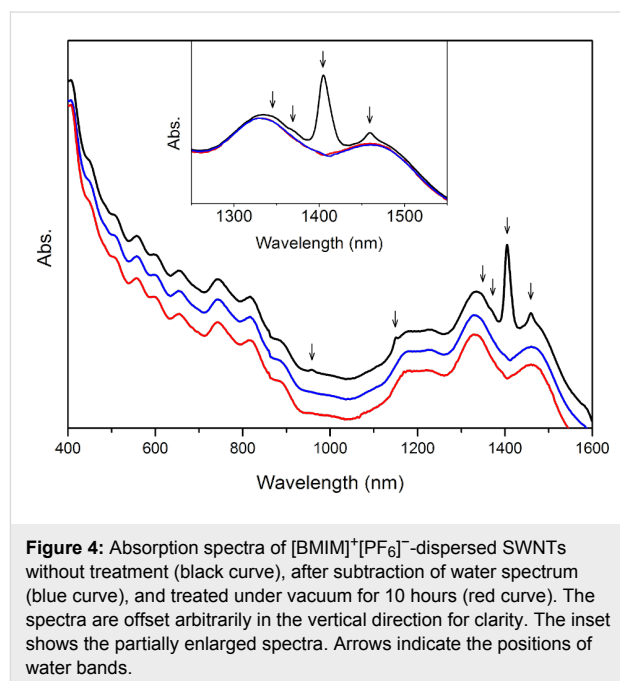 Abs.
1300 1400 1500
Wavelength (nm)
Abs.
400 600 800 1000 1200 1400 1600
Wavelength (nm)
Figure 4: Absorption spectra of [BMIM]⁺[PF₆]⁻-dispersed SWNTs
without treatment (black curve), after subtraction of water spectrum
(blue curve), and treated under vacuum for 10 hours (red curve). The
spectra are offset arbitrarily in the vertical direction for clarity. The inset
shows the partially enlarged spectra. Arrows indicate the positions of
water bands.